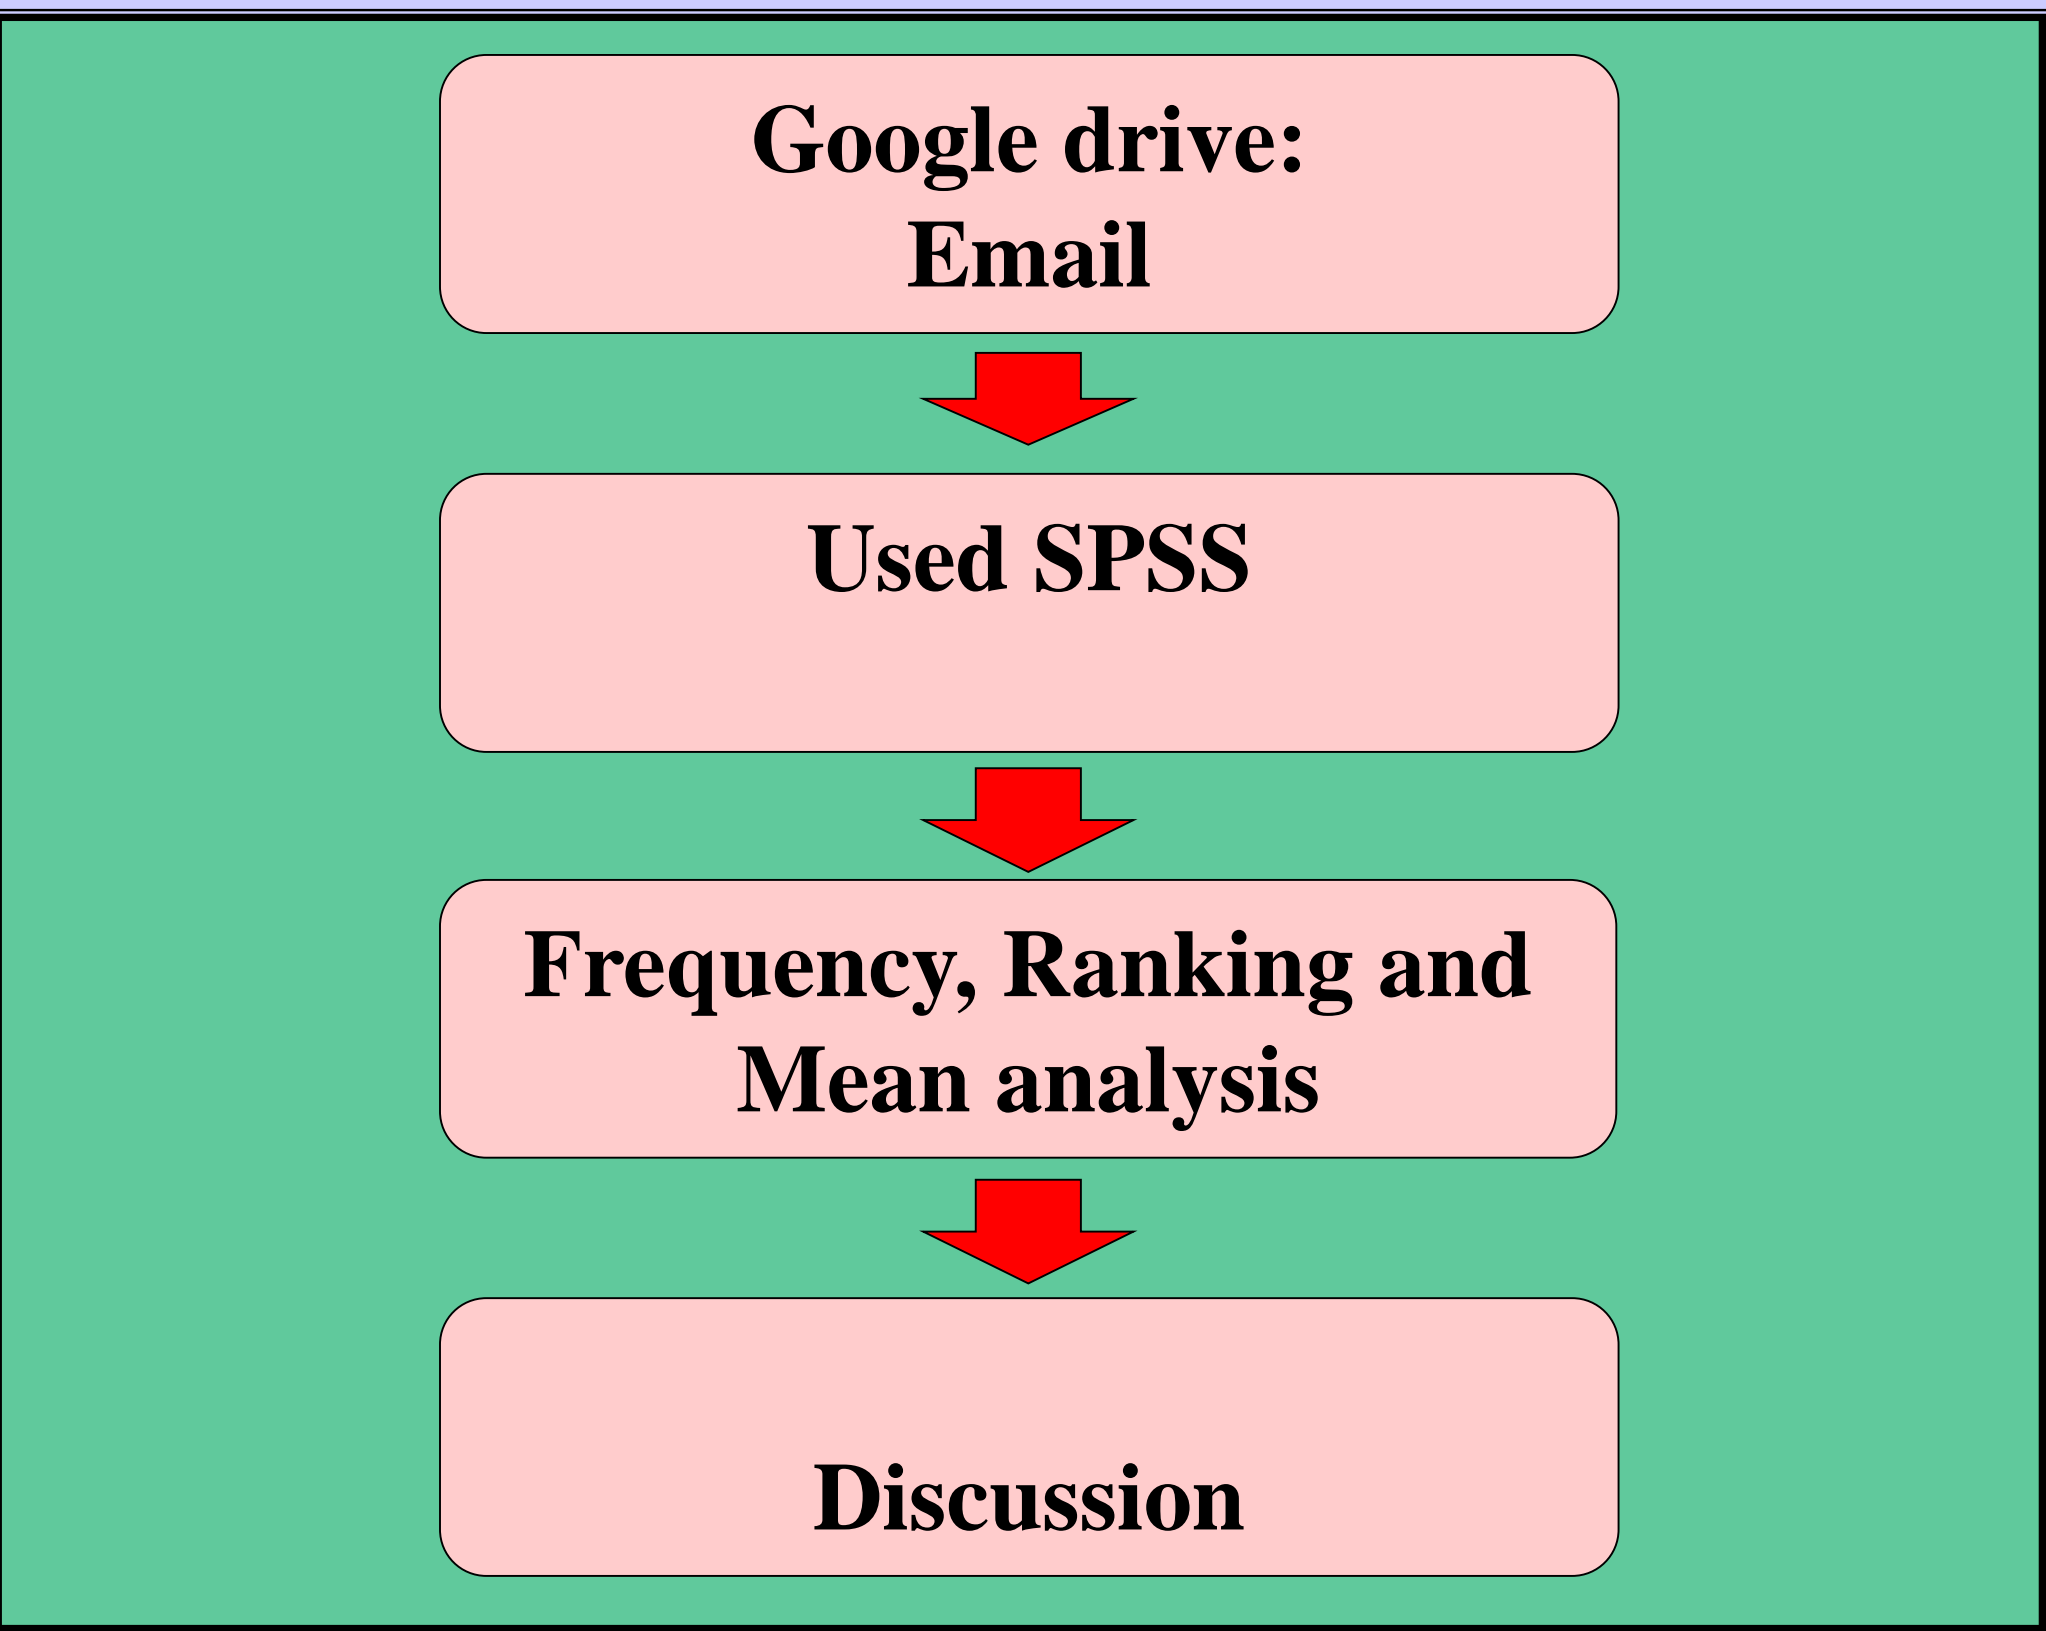 Google drive:
Email
Used SPSS
Frequency, Ranking and
Mean analysis
Discussion